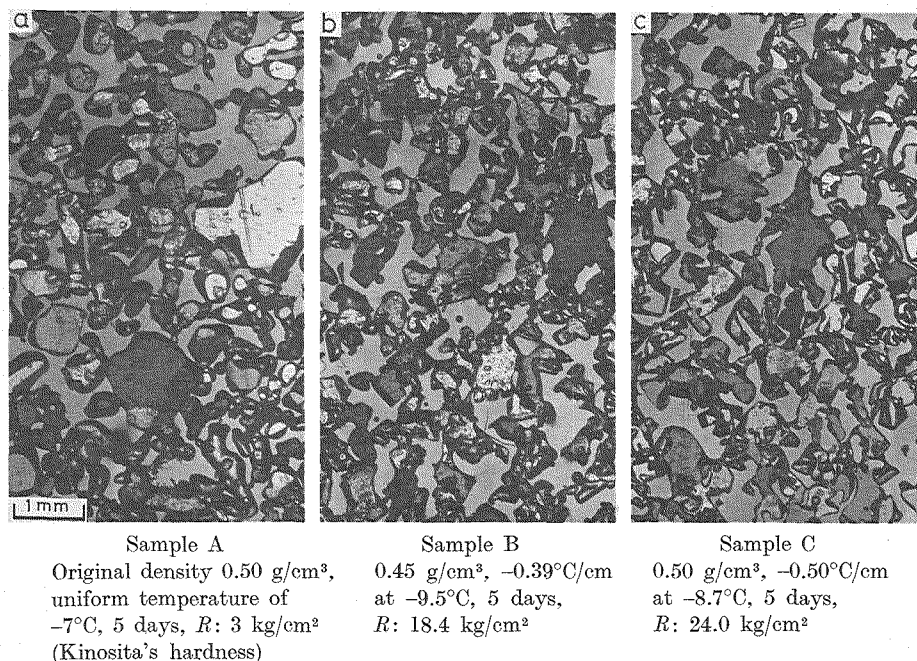 a
b
c
1mm
Sample A
Original density 0.50 g/cm³,
uniform temperature of
-7°C, 5 days, R: 3 kg/cm²
(Kinosita's hardness)
Sample B
0.45 g/cm³, -0.39°C/cm
at -9.5°C, 5 days,
R: 18.4 kg/cm²
Sample C
0.50 g/cm³, -0.50°C/cm
at -8.7°C, 5 days,
R: 24.0 kg/cm²